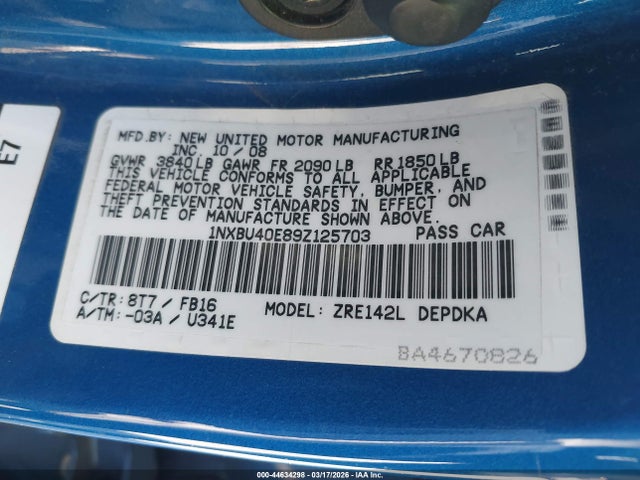 E7
MFD.BY: NEW UNITED MOTOR MANUFACTURING
INC. 10/08
GVWR 3840LB GAWR FR 2090LB RR1850LB
THIS VEHICLE CONFORMS TO ALL APPLICABLE
FEDERAL MOTOR VEHICLE SAFETY, BUMPER, AND
THEFT PREVENTION STANDARDS IN EFFECT ON
THE DATE OF MANUFACTURE SHOWN ABOVE.
1NXBU40E89Z125703 PASS CAR
C/TR: 8T7 / FB16
A/TM: -03A / U341E
MODEL: ZRE142L DEPDKA
BA4670826
000-44634298 - 03/17/2026 - IAA Inc.